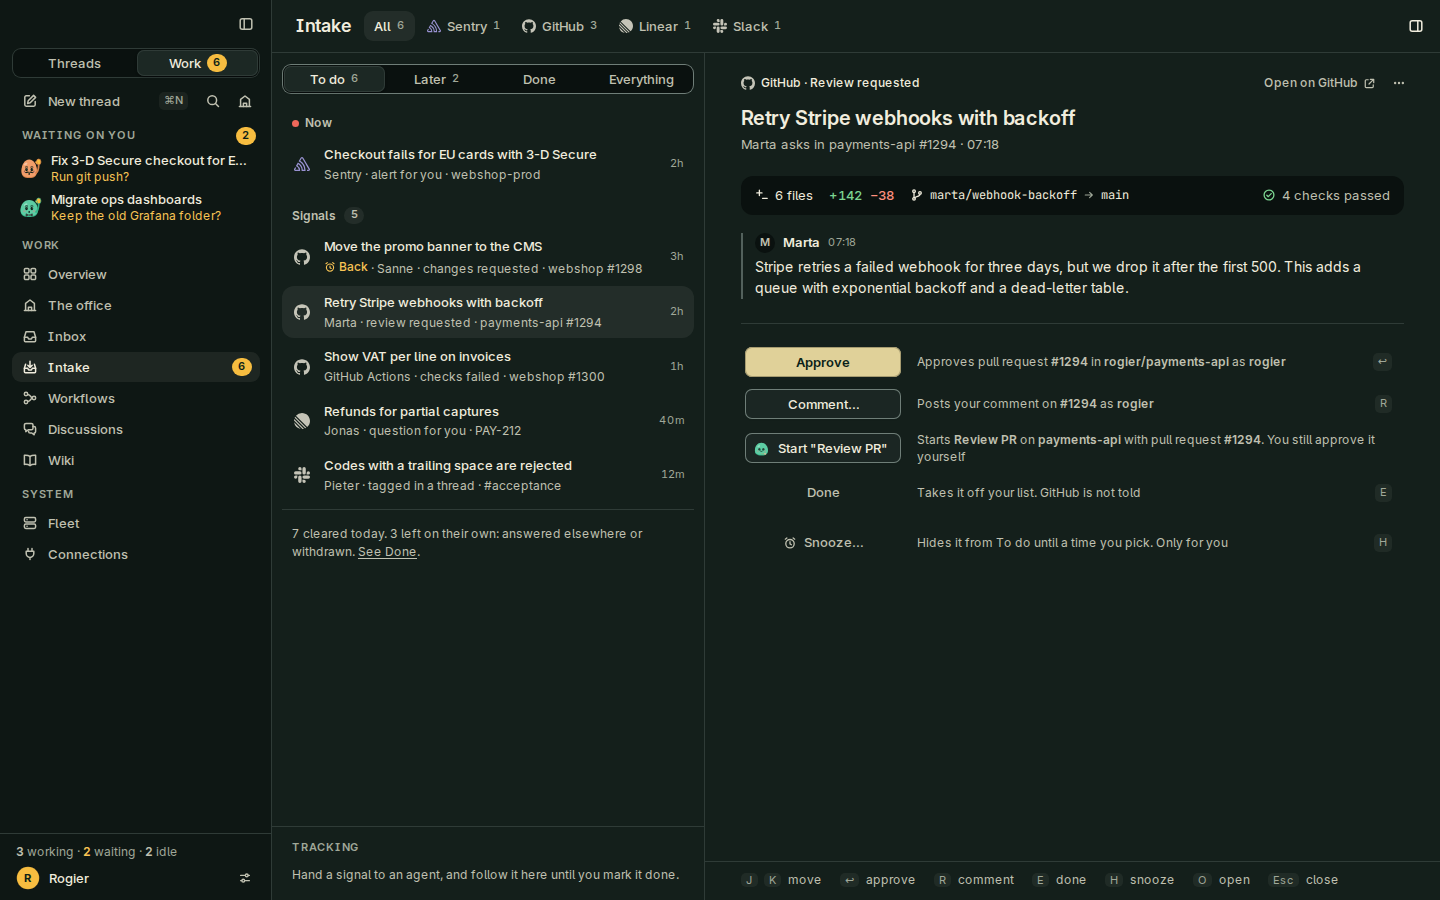 Threads
Work 6
New thread ⌘N
WAITING ON YOU 2
Fix 3-D Secure checkout for E...
Run git push?
Migrate ops dashboards
Keep the old Grafana folder?
WORK
Overview
The office
Inbox
Intake 6
Workflows
Discussions
Wiki
SYSTEM
Fleet
Connections
3 working · 2 waiting · 2 idle
R Rogier
Intake
All 6
Sentry 1
GitHub 3
Linear 1
Slack 1
To do 6
Later 2
Done
Everything
Now
Checkout fails for EU cards with 3-D Secure
Sentry · alert for you · webshop-prod
2h
Signals 5
Move the promo banner to the CMS
Back · Sanne · changes requested · webshop #1298
3h
Retry Stripe webhooks with backoff
Marta · review requested · payments-api #1294
2h
Show VAT per line on invoices
GitHub Actions · checks failed · webshop #1300
1h
Refunds for partial captures
Jonas · question for you · PAY-212
40m
Codes with a trailing space are rejected
Pieter · tagged in a thread · #acceptance
12m
7 cleared today. 3 left on their own: answered elsewhere or
withdrawn. See Done.
TRACKING
Hand a signal to an agent, and follow it here until you mark it done.
GitHub · Review requested
Open on GitHub
Retry Stripe webhooks with backoff
Marta asks in payments-api #1294 · 07:18
6 files +142 −38 marta/webhook-backoff → main
4 checks passed
M Marta 07:18
Stripe retries a failed webhook for three days, but we drop it after the first 500. This adds a
queue with exponential backoff and a dead-letter table.
Approve
Approves pull request #1294 in rogier/payments-api as rogier
↩
Comment...
Posts your comment on #1294 as rogier
R
Start "Review PR"
Starts Review PR on payments-api with pull request #1294. You still approve it
yourself
Done
Takes it off your list. GitHub is not told
E
Snooze...
Hides it from To do until a time you pick. Only for you
H
J K move ↩ approve R comment E done H snooze O open Esc close